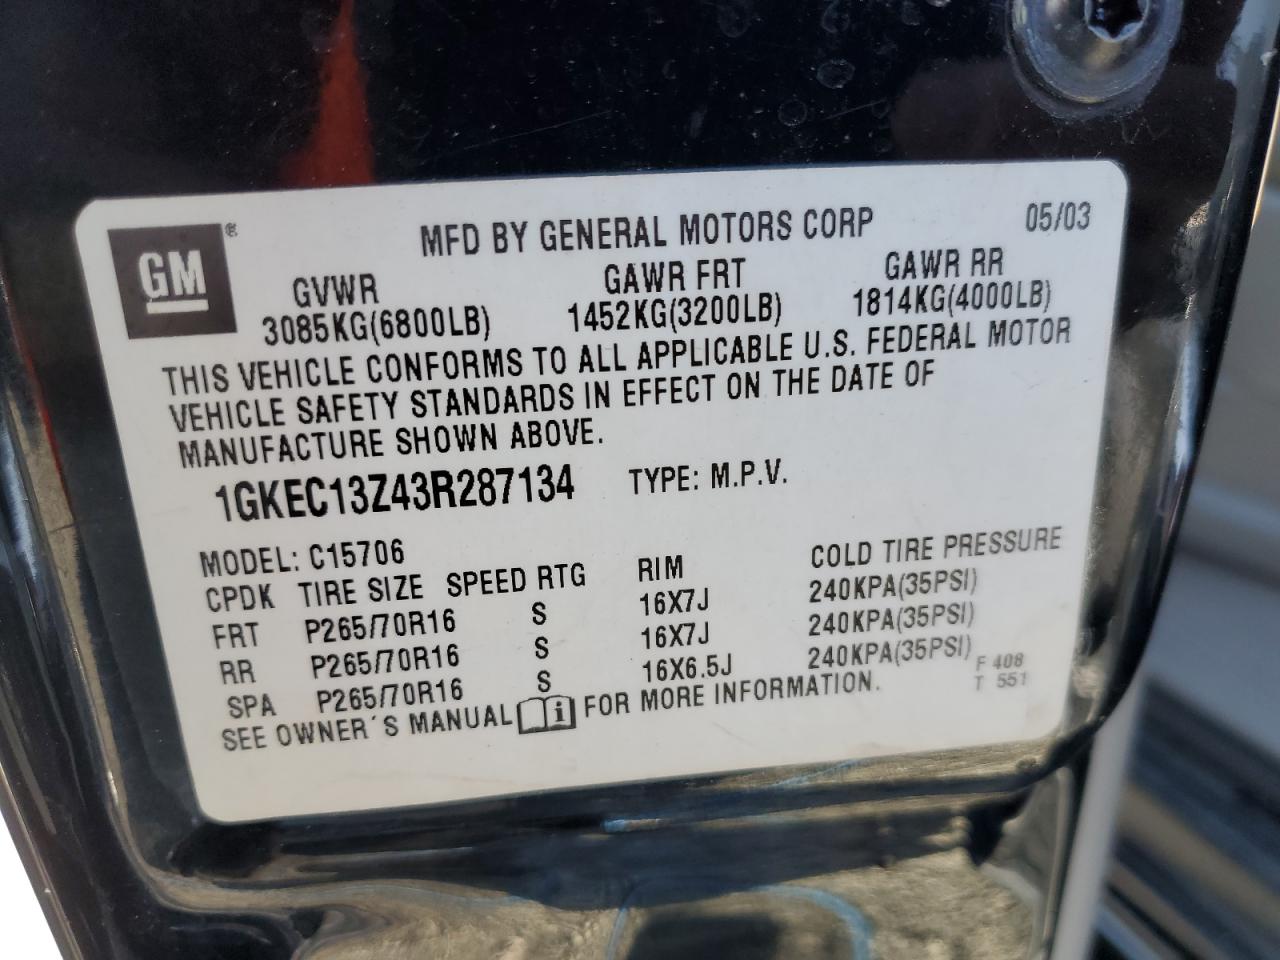 GM® MFD BY GENERAL MOTORS CORP 05/03
GVWR GAWR FRT GAWR RR
3085KG(6800LB) 1452KG(3200LB) 1814KG(4000LB)
THIS VEHICLE CONFORMS TO ALL APPLICABLE U.S. FEDERAL MOTOR
VEHICLE SAFETY STANDARDS IN EFFECT ON THE DATE OF
MANUFACTURE SHOWN ABOVE.
1GKEC13Z43R287134 TYPE: M.P.V.
MODEL: C15706
CPDK TIRE SIZE SPEED RTG RIM COLD TIRE PRESSURE
FRT P265/70R16 S 16X7J 240KPA(35PSI)
RR P265/70R16 S 16X7J 240KPA(35PSI)
SPA P265/70R16 S 16X6.5J 240KPA(35PSI)
SEE OWNER´S MANUAL i FOR MORE INFORMATION.
F 408
T 551